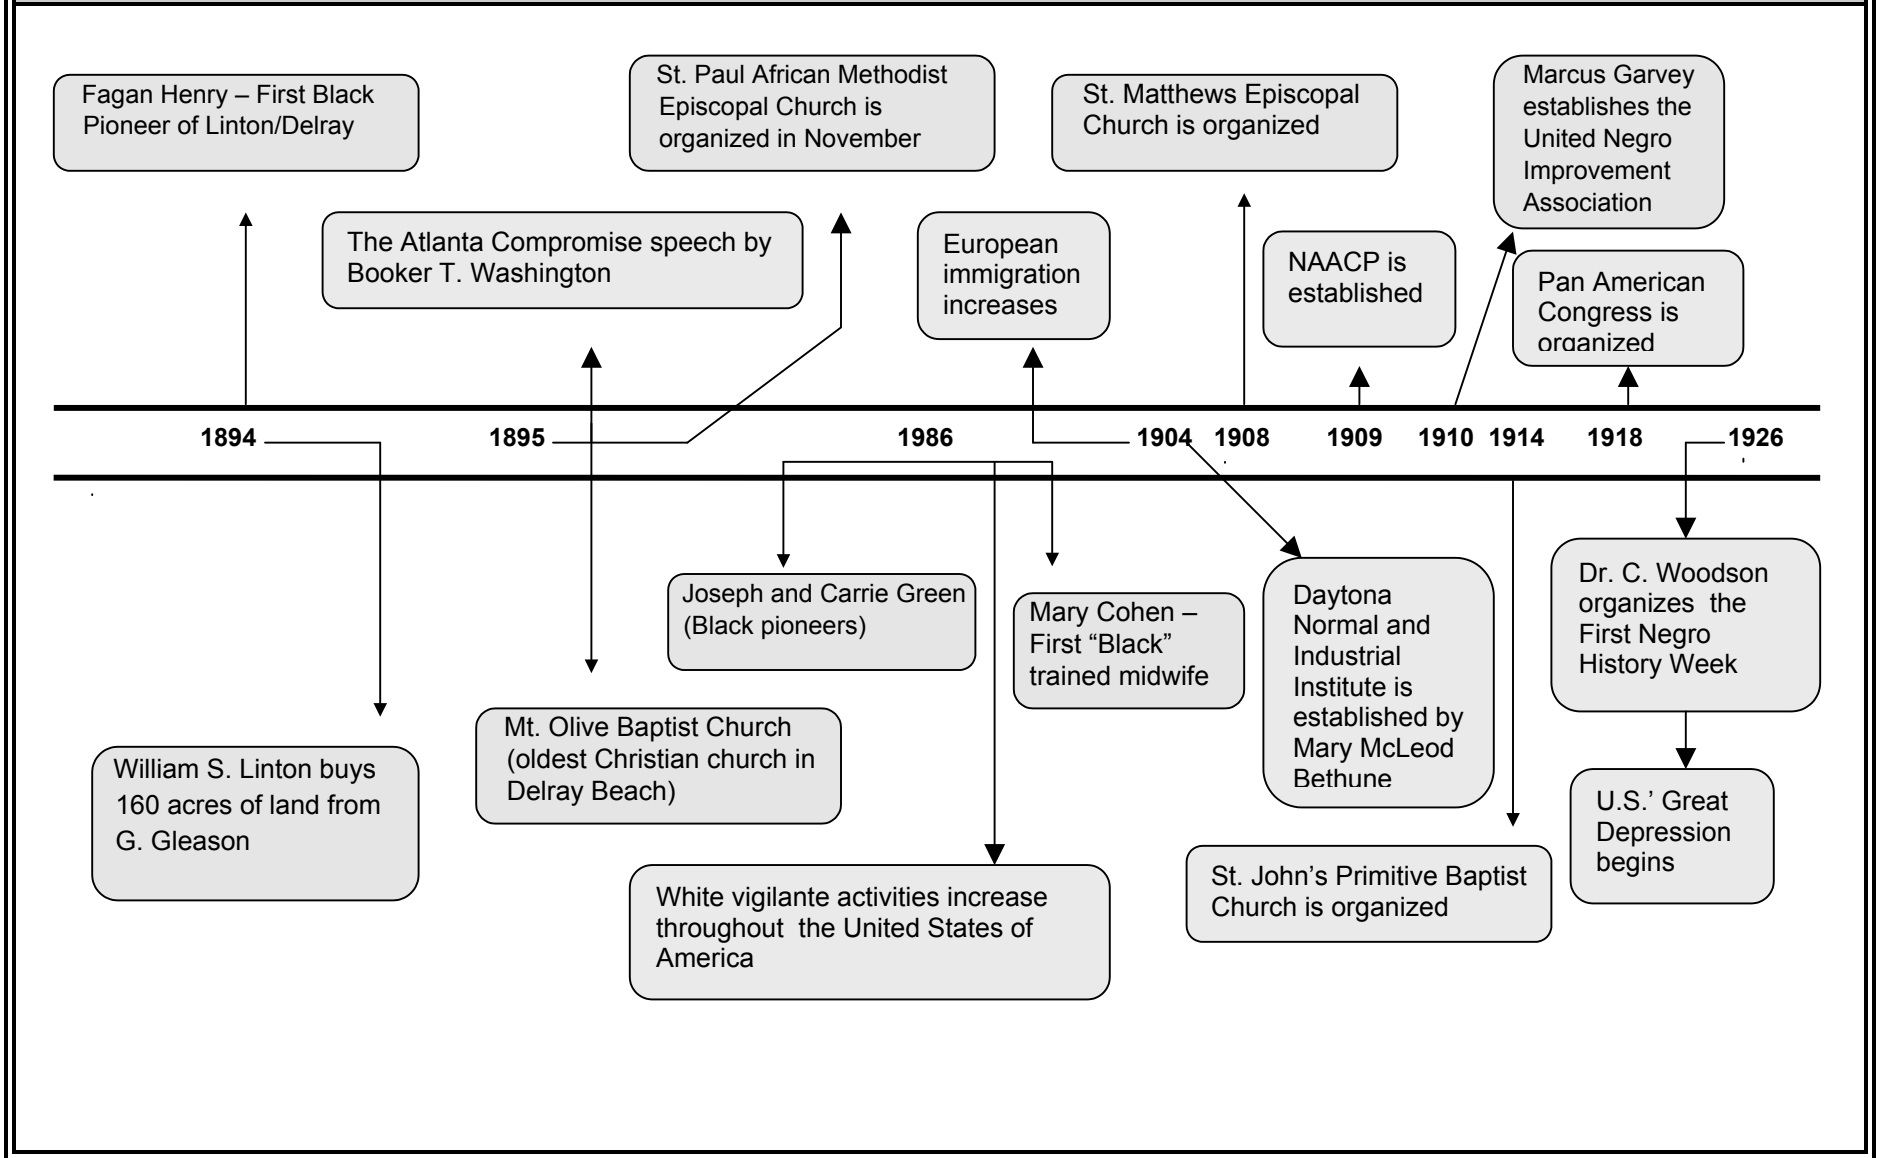 Fagan Henry – First Black
Pioneer of Linton/Delray
St. Paul African Methodist
Episcopal Church is
organized in November
St. Matthews Episcopal
Church is organized
Marcus Garvey
establishes the
United Negro
Improvement
Association
The Atlanta Compromise speech by
Booker T. Washington
European
immigration
increases
NAACP is
established
Pan American
Congress is
organized
1894 1895 1986 1904 1908 1909 1910 1914 1918 1926
Joseph and Carrie Green
(Black pioneers)
Mary Cohen –
First “Black”
trained midwife
Daytona
Normal and
Industrial
Institute is
established by
Mary McLeod
Bethune
Dr. C. Woodson
organizes  the
First Negro
History Week
William S. Linton buys
160 acres of land from
G. Gleason
Mt. Olive Baptist Church
(oldest Christian church in
Delray Beach)
White vigilante activities increase
throughout  the United States of
America
St. John’s Primitive Baptist
Church is organized
U.S.’ Great
Depression
begins